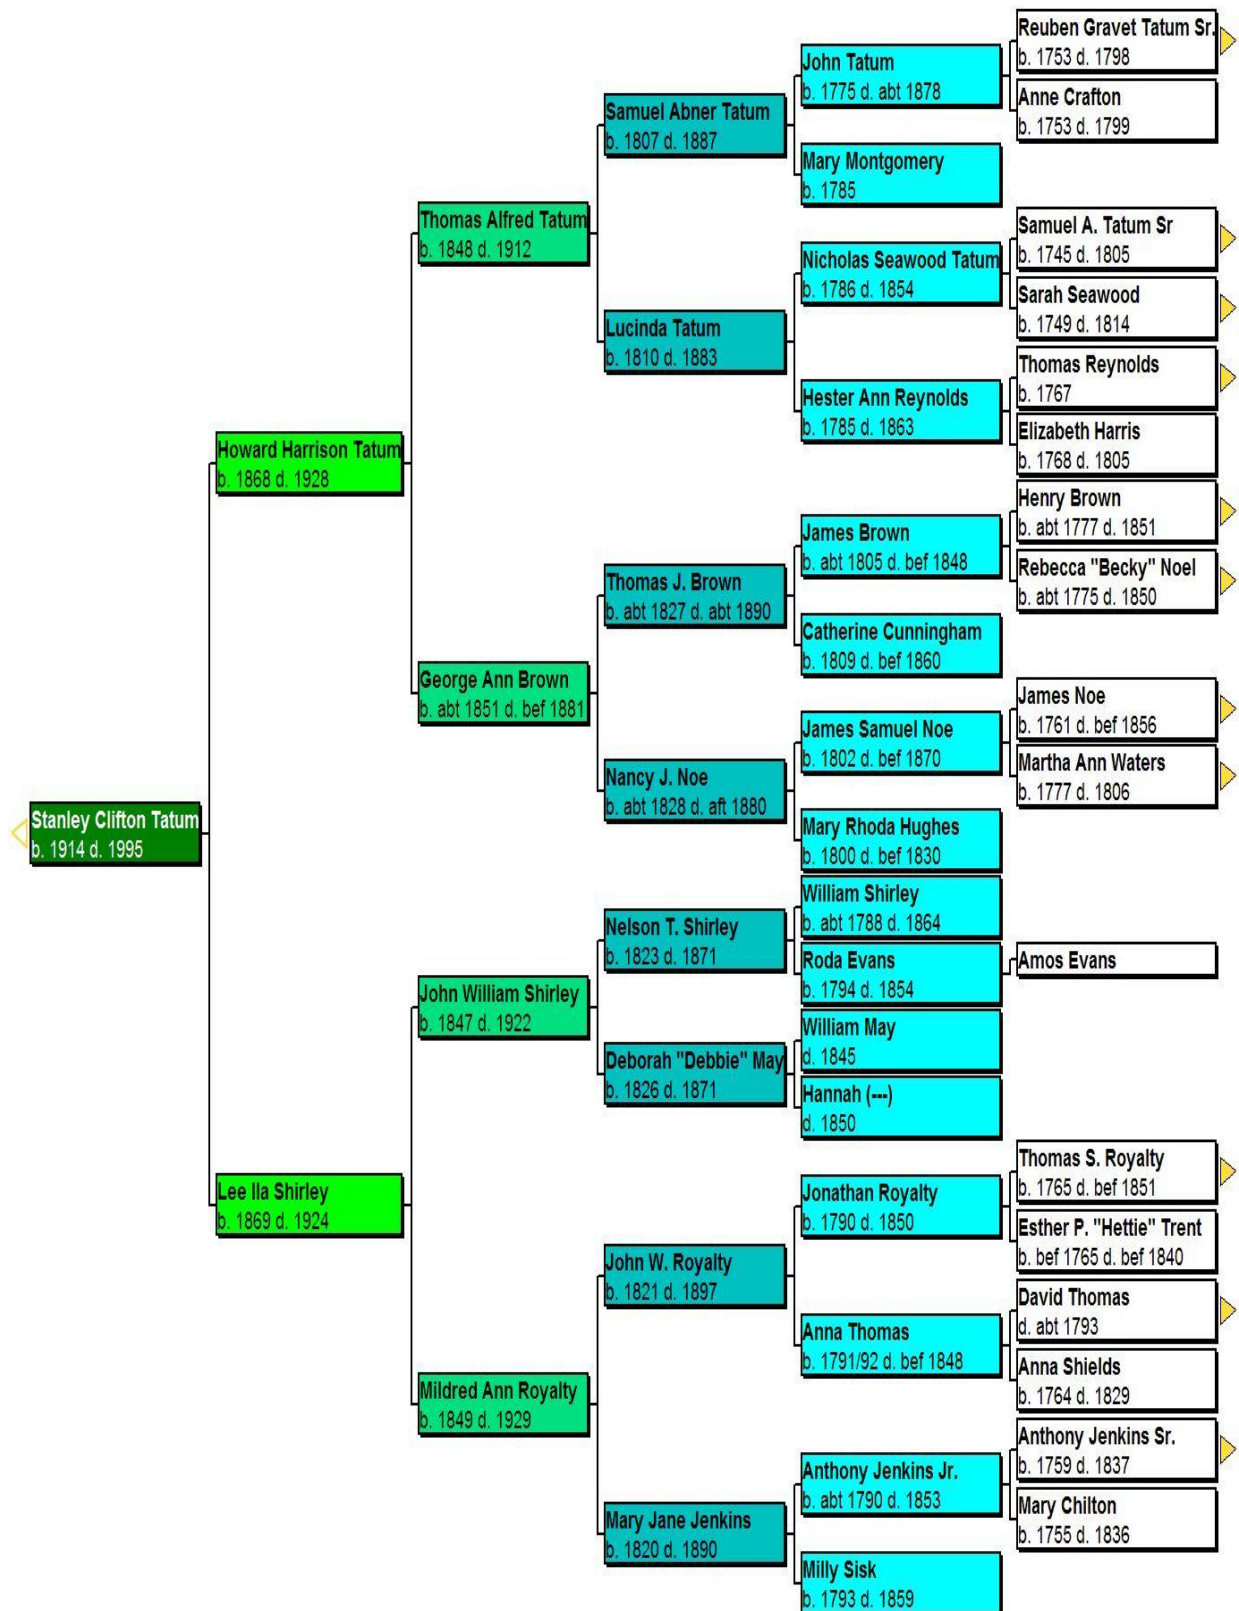 Reuben Gravet Tatum Sr.
b. 1753 d. 1798
John Tatum
b. 1775 d. abt 1878
Anne Crafton
b. 1753 d. 1799
Samuel Abner Tatum
b. 1807 d. 1887
Mary Montgomery
b. 1785
Thomas Alfred Tatum
b. 1848 d. 1912
Samuel A. Tatum Sr
b. 1745 d. 1805
Nicholas Seawood Tatum
b. 1786 d. 1854
Sarah Seawood
b. 1749 d. 1814
Lucinda Tatum
b. 1810 d. 1883
Thomas Reynolds
b. 1767
Hester Ann Reynolds
b. 1785 d. 1863
Elizabeth Harris
b. 1768 d. 1805
Howard Harrison Tatum
b. 1868 d. 1928
Henry Brown
b. abt 1777 d. 1851
James Brown
b. abt 1805 d. bef 1848
Rebecca "Becky" Noel
b. abt 1775 d. 1850
Thomas J. Brown
b. abt 1827 d. abt 1890
Catherine Cunningham
b. 1809 d. bef 1860
George Ann Brown
b. abt 1851 d. bef 1881
James Noe
b. 1761 d. bef 1856
James Samuel Noe
b. 1802 d. bef 1870
Martha Ann Waters
b. 1777 d. 1806
Nancy J. Noe
b. abt 1828 d. aft 1880
Mary Rhoda Hughes
b. 1800 d. bef 1830
Stanley Clifton Tatum
b. 1914 d. 1995
William Shirley
b. abt 1788 d. 1864
Nelson T. Shirley
b. 1823 d. 1871
Roda Evans
b. 1794 d. 1854
Amos Evans
John William Shirley
b. 1847 d. 1922
William May
d. 1845
Deborah "Debbie" May
b. 1826 d. 1871
Hannah (---)
d. 1850
Lee Ila Shirley
b. 1869 d. 1924
Thomas S. Royalty
b. 1765 d. bef 1851
Jonathan Royalty
b. 1790 d. 1850
Esther P. "Hettie" Trent
b. bef 1765 d. bef 1840
John W. Royalty
b. 1821 d. 1897
David Thomas
d. abt 1793
Anna Thomas
b. 1791/92 d. bef 1848
Anna Shields
b. 1764 d. 1829
Mildred Ann Royalty
b. 1849 d. 1929
Anthony Jenkins Sr.
b. 1759 d. 1837
Anthony Jenkins Jr.
b. abt 1790 d. 1853
Mary Chilton
b. 1755 d. 1836
Mary Jane Jenkins
b. 1820 d. 1890
Milly Sisk
b. 1793 d. 1859